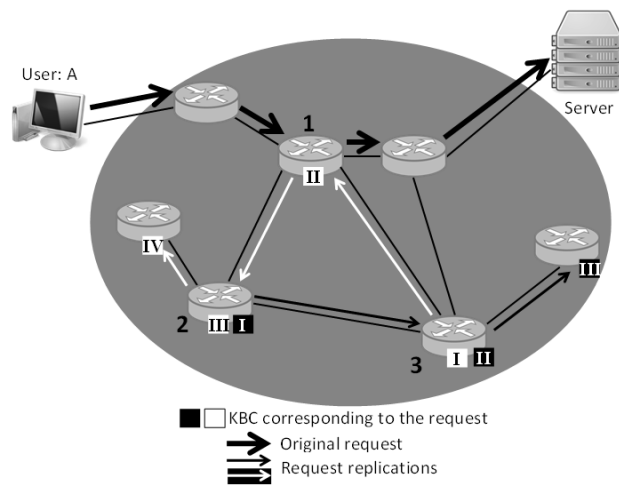 User: A
Server
1
II
IV
III
2
III I
3
I II
KBC corresponding to the request
Original request
Request replications